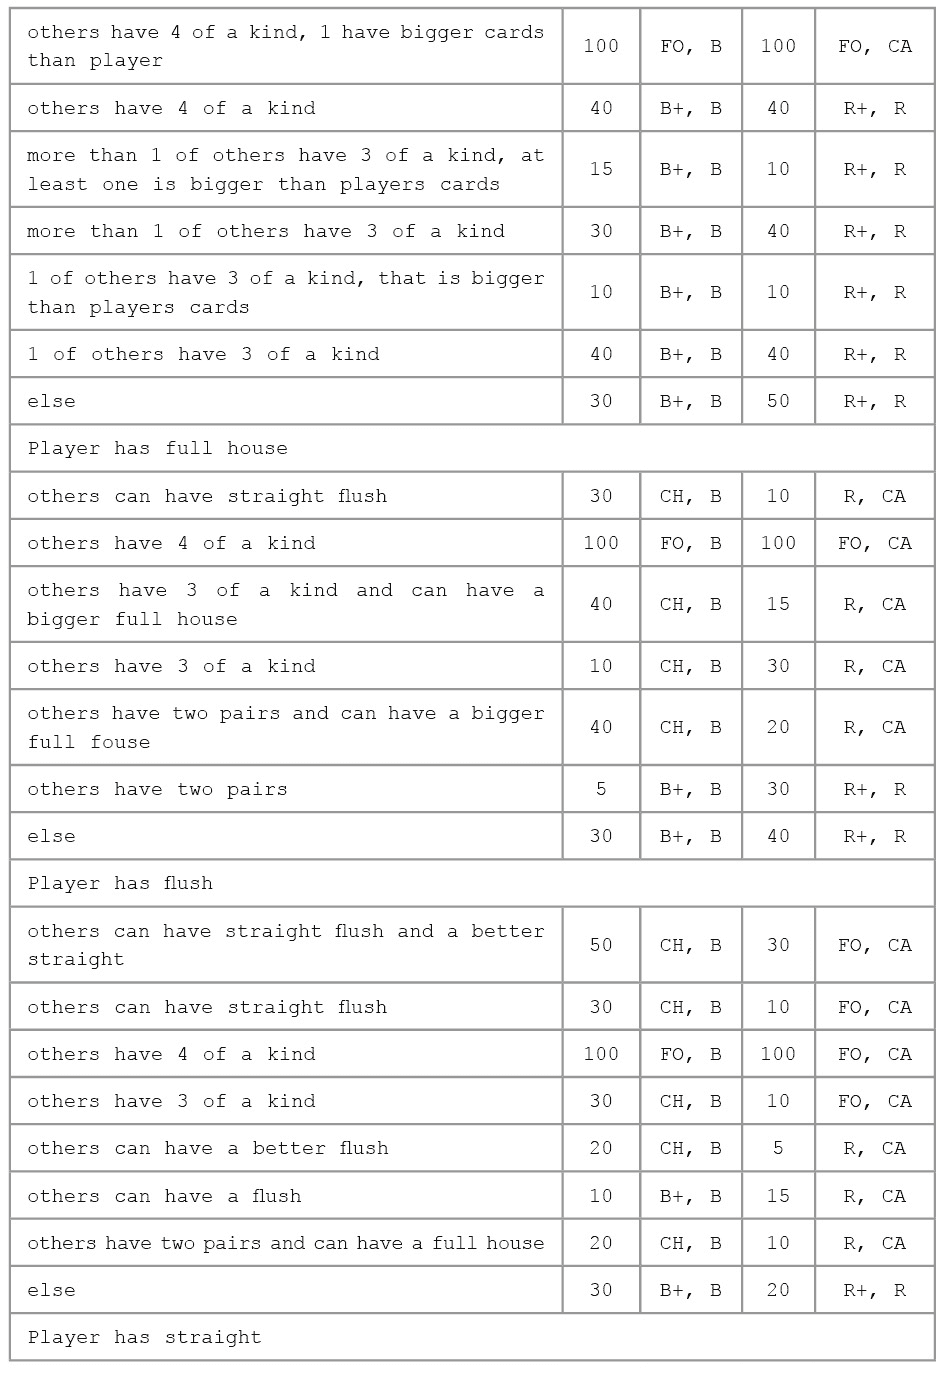 others have 4 of a kind, 1 have bigger cards
than player
100
FO, B
100
FO, CA
others have 4 of a kind
40
B+, B
40
R+, R
more than 1 of others have 3 of a kind, at
least one is bigger than players cards
15
B+, B
10
R+, R
more than 1 of others have 3 of a kind
30
B+, B
40
R+, R
1 of others have 3 of a kind, that is bigger
than players cards
10
B+, B
10
R+, R
1 of others have 3 of a kind
40
B+, B
40
R+, R
else
30
B+, B
50
R+, R
Player has full house
others can have straight flush
30
CH, B
10
R, CA
others have 4 of a kind
100
FO, B
100
FO, CA
others have 3 of a kind and can have a
bigger full house
40
CH, B
15
R, CA
others have 3 of a kind
10
CH, B
30
R, CA
others have two pairs and can have a bigger
full fouse
40
CH, B
20
R, CA
others have two pairs
5
B+, B
30
R+, R
else
30
B+, B
40
R+, R
Player has flush
others can have straight flush and a better
straight
50
CH, B
30
FO, CA
others can have straight flush
30
CH, B
10
FO, CA
others have 4 of a kind
100
FO, B
100
FO, CA
others have 3 of a kind
30
CH, B
10
FO, CA
others can have a better flush
20
CH, B
5
R, CA
others can have a flush
10
B+, B
15
R, CA
others have two pairs and can have a full house
20
CH, B
10
R, CA
else
30
B+, B
20
R+, R
Player has straight